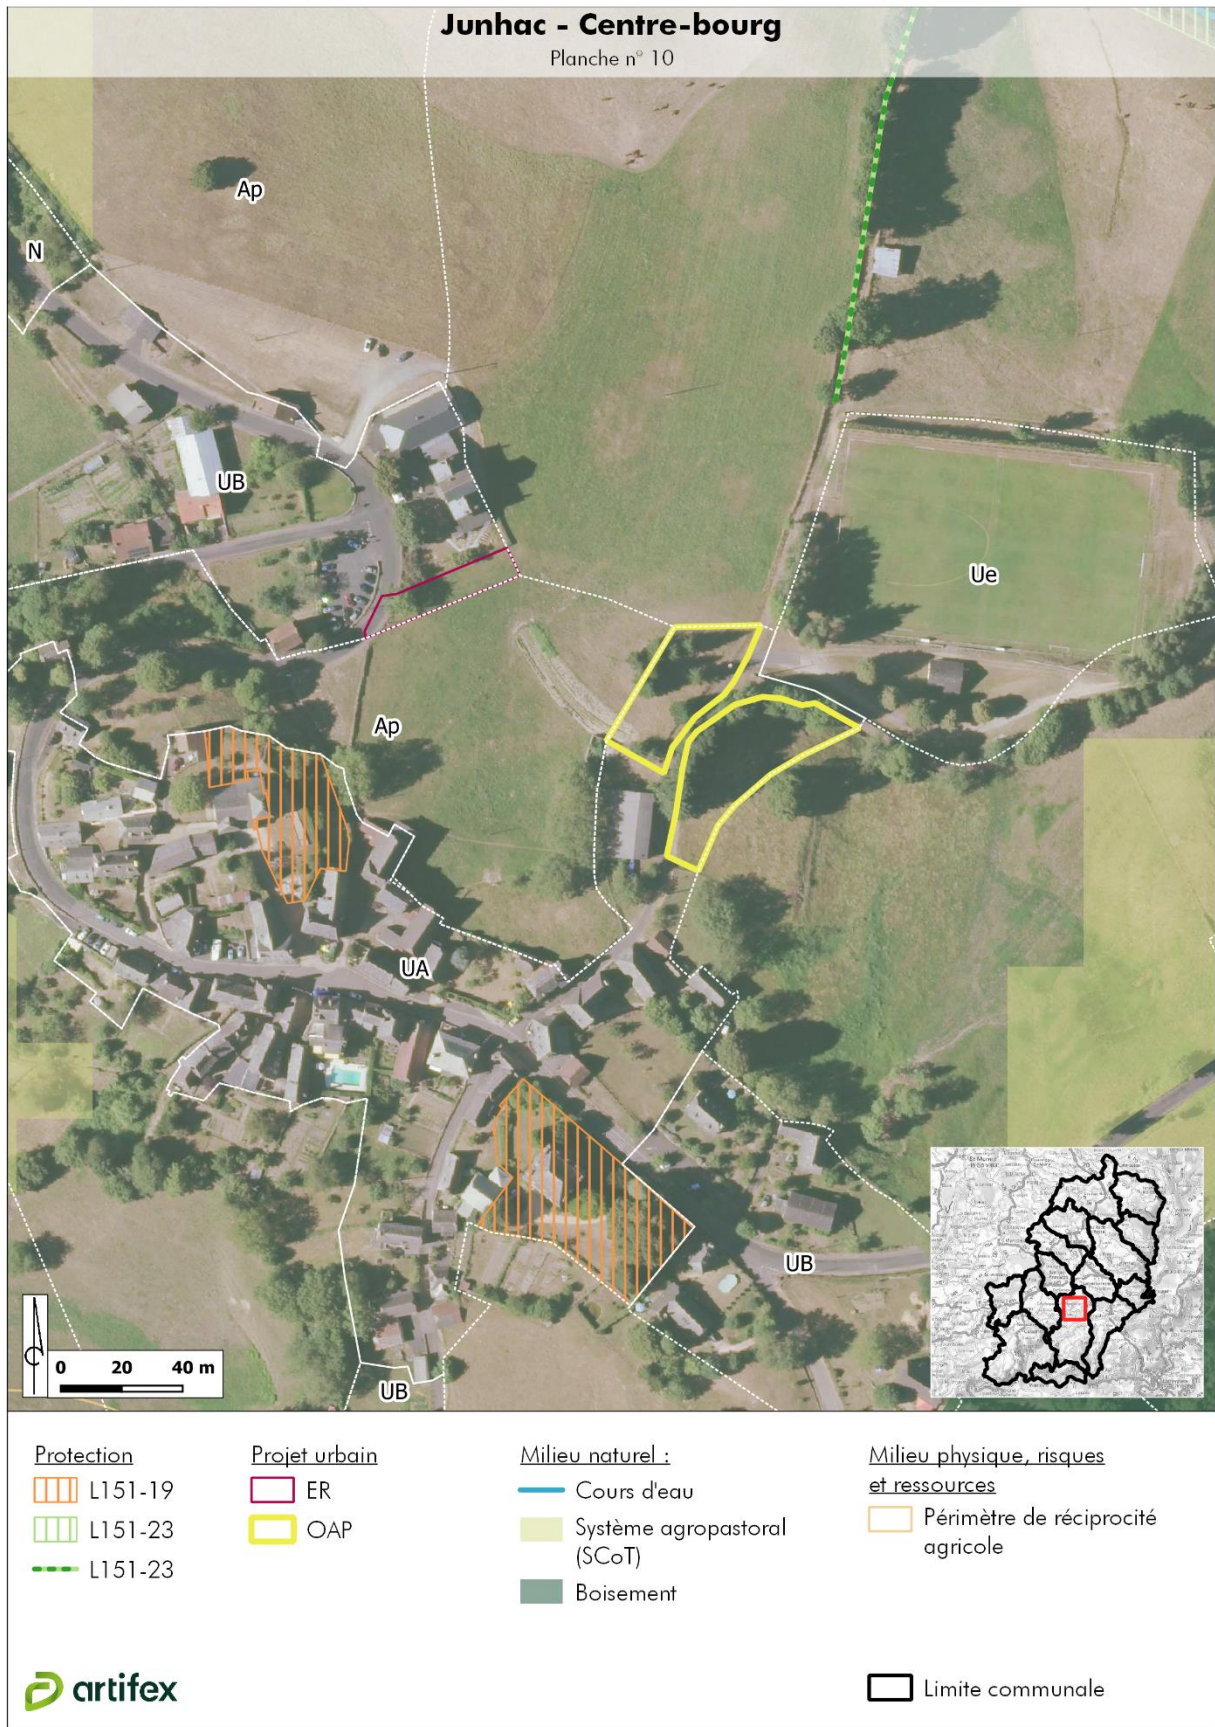 Junhac - Centre-bourg
Planche n° 10
Ap
N
UB
Ue
Ap
UA
UB
UB
0 20 40 m
Protection
L151-19
L151-23
L151-23
Projet urbain
ER
OAP
Milieu naturel :
Cours d'eau
Système agropastoral
(SCoT)
Boisement
Milieu physique, risques
et ressources
Périmètre de réciprocité
agricole
Limite communale
artifex